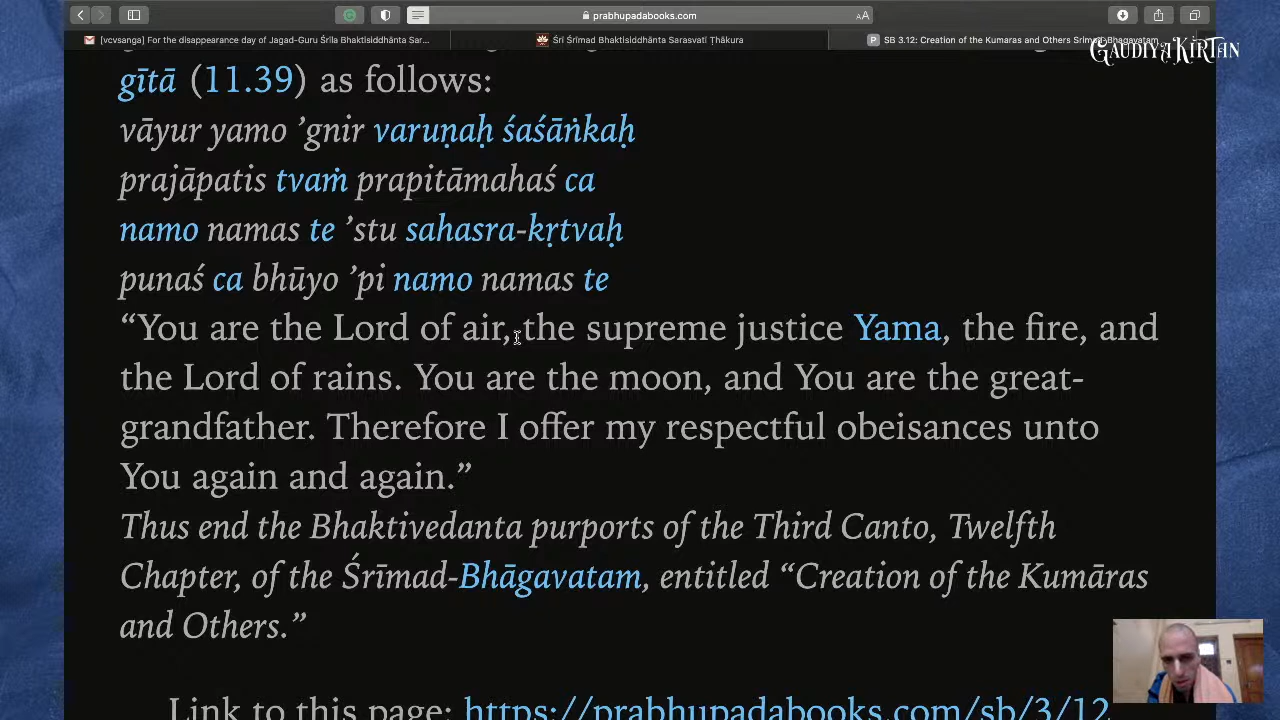 prabhupadabooks.com
[vcvsanga] For the disappearance day of Jagad-Guru Śrīla Bhaktisiddhānta Sar...
Śrī Śrīmad Bhaktisiddhānta Sarasvatī Ṭhākura
P SB 3.12: Creation of the Kumaras and Others Srimad-Bhagavatam
GAUDIYA KIRTAN
gītā (11.39) as follows:
vāyur yamo ’gnir varuṇaḥ śaśāṅkaḥ
prajāpatis tvaṁ prapitāmahaś ca
namo namas te ’stu sahasra-kṛtvaḥ
punaś ca bhūyo ’pi namo namas te
“You are the Lord of air, the supreme justice Yama, the fire, and
the Lord of rains. You are the moon, and You are the great-
grandfather. Therefore I offer my respectful obeisances unto
You again and again.”
Thus end the Bhaktivedanta purports of the Third Canto, Twelfth
Chapter, of the Śrīmad-Bhāgavatam, entitled “Creation of the Kumāras
and Others.”
Link to this page: https://prabhupadabooks.com/sb/3/12